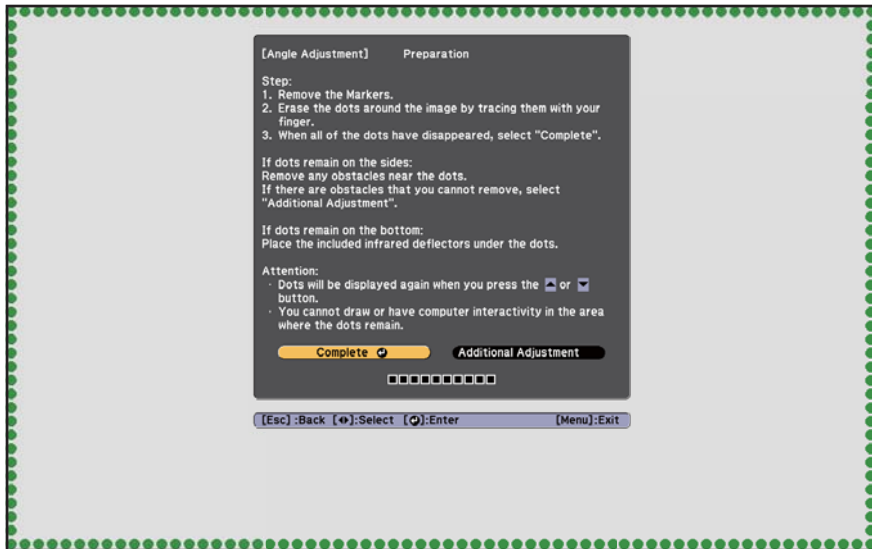 [Angle Adjustment] Preparation
Step:
1. Remove the Markers.
2. Erase the dots around the image by tracing them with your
finger.
3. When all of the dots have disappeared, select "Complete".
If dots remain on the sides:
Remove any obstacles near the dots.
If there are obstacles that you cannot remove, select
"Additional Adjustment".
If dots remain on the bottom:
Place the included infrared deflectors under the dots.
Attention:
· Dots will be displayed again when you press the ▲ or ▼
button.
· You cannot draw or have computer interactivity in the area
where the dots remain.
Complete Additional Adjustment
[Esc] :Back [◆]:Select [⏎]:Enter [Menu]:Exit